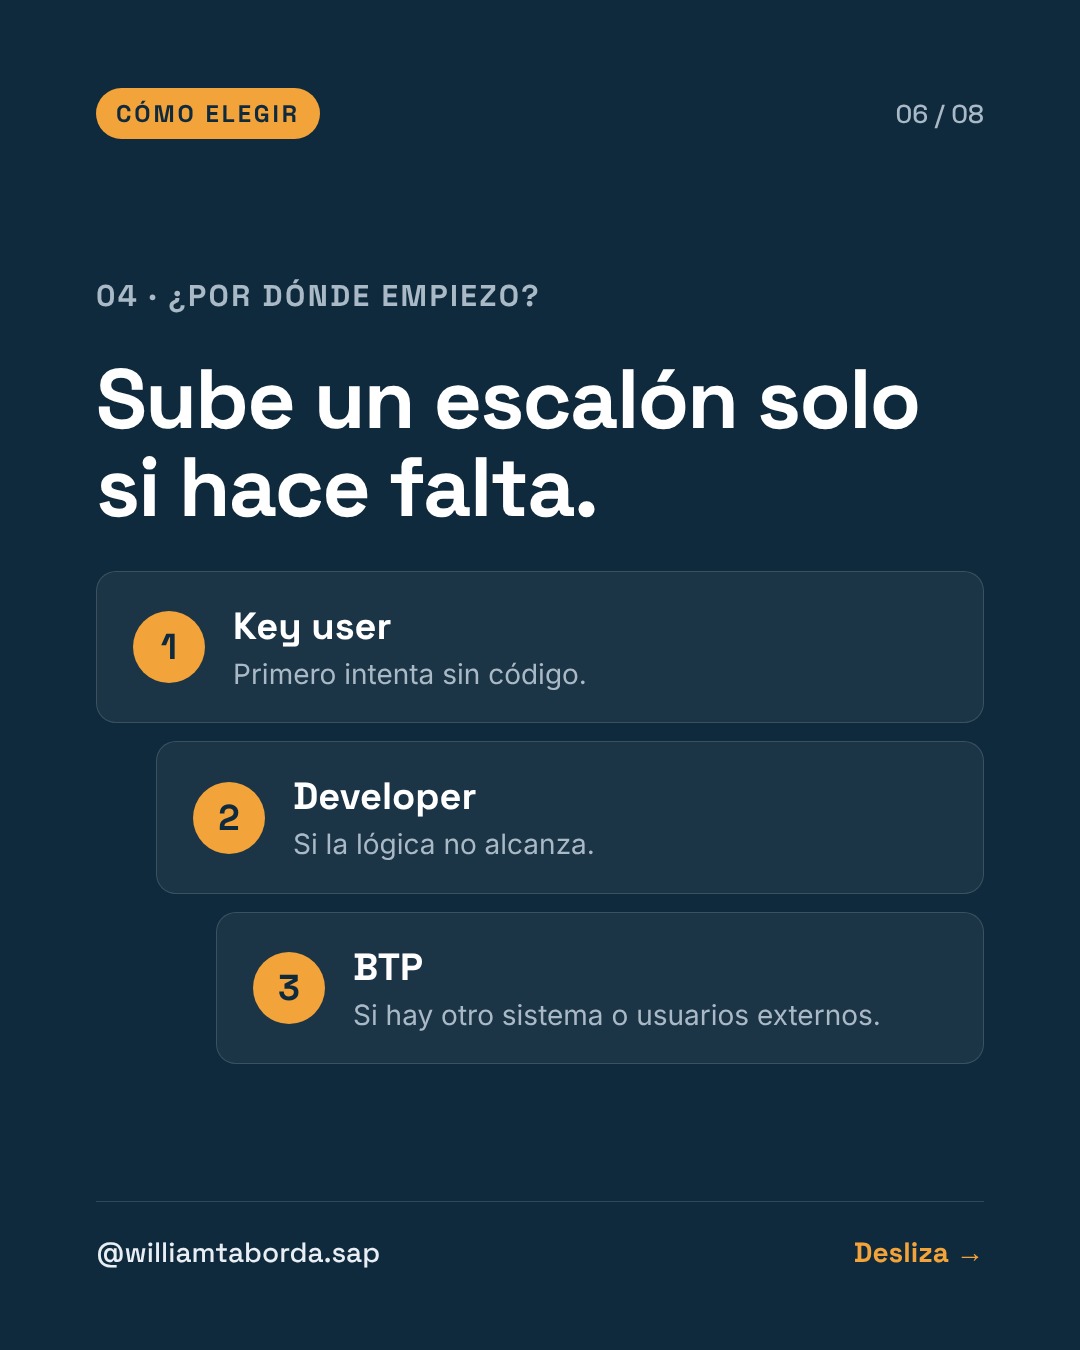 CÓMO ELEGIR
06 / 08
04 · ¿POR DÓNDE EMPIEZO?
Sube un escalón solo
si hace falta.
1
Key user
Primero intenta sin código.
2
Developer
Si la lógica no alcanza.
3
BTP
Si hay otro sistema o usuarios externos.
@williamtaborda.sap
Desliza →